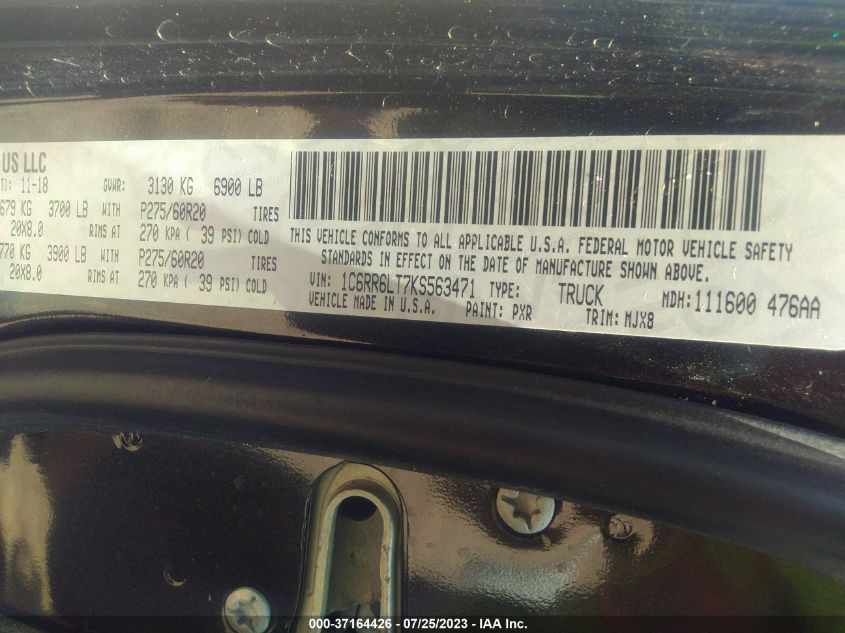 US LLC
T): 11-18 GVWR: 3130 KG 6900 LB
679 KG 3700 LB WITH P275/60R20 TIRES
20X8.0 RIMS AT 270 KPA ( 39 PSI) COLD
770 KG 3900 LB WITH P275/60R20 TIRES
20X8.0 RIMS AT 270 KPA ( 39 PSI) COLD
THIS VEHICLE CONFORMS TO ALL APPLICABLE U.S.A. FEDERAL MOTOR VEHICLE SAFETY
STANDARDS IN EFFECT ON THE DATE OF MANUFACTURE SHOWN ABOVE.
VIN: 1C6RR6LT7KS563471 TYPE: TRUCK MDH: 111600 476AA
VEHICLE MADE IN U.S.A. PAINT: PXR TRIM: MJX8
000-37164426 - 07/25/2023 - IAA Inc.